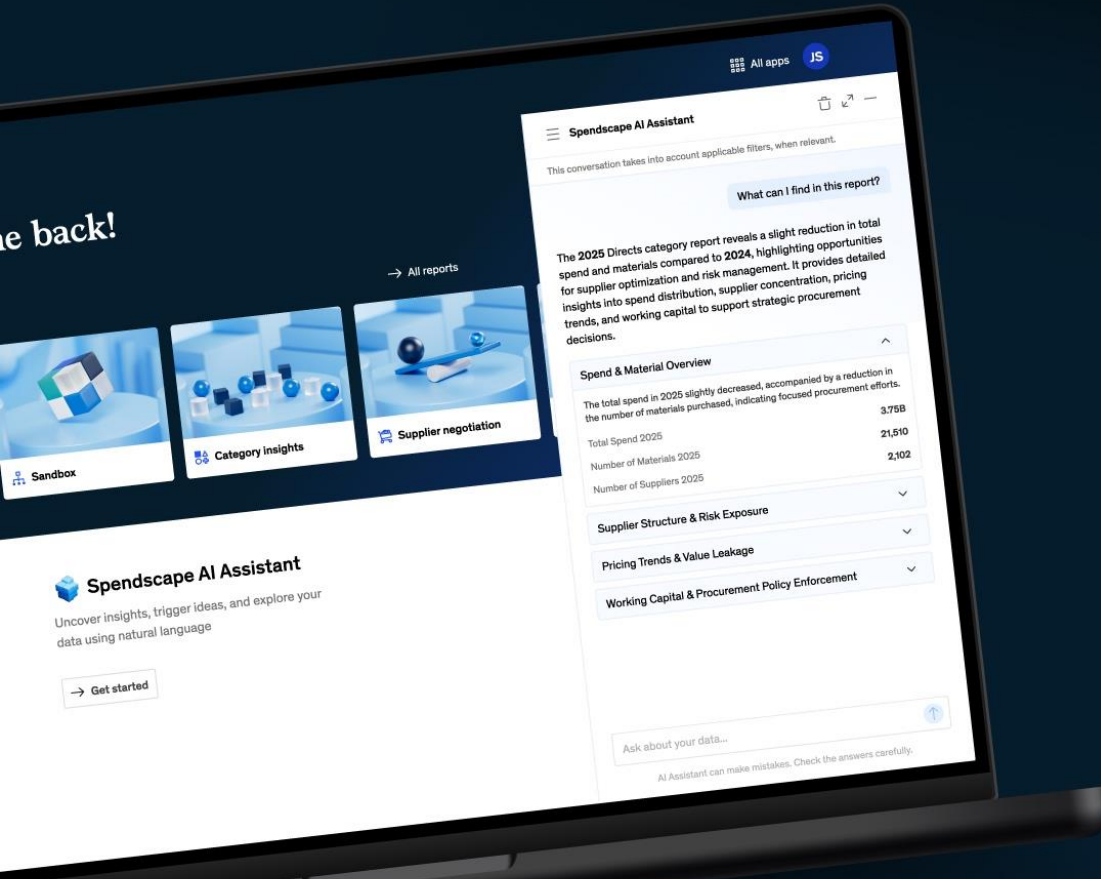 All apps
JS
e back!
All reports
Sandbox
Category insights
Supplier negotiation
Spendscape AI Assistant
Uncover insights, trigger ideas, and explore your
data using natural language
Get started
Spendscape AI Assistant
This conversation takes into account applicable filters, when relevant.
What can I find in this report?
The 2025 Directs category report reveals a slight reduction in total
spend and materials compared to 2024, highlighting opportunities
for supplier optimization and risk management. It provides detailed
insights into spend distribution, supplier concentration, pricing
trends, and working capital to support strategic procurement
decisions.
Spend & Material Overview
The total spend in 2025 slightly decreased, accompanied by a reduction in
the number of materials purchased, indicating focused procurement efforts.
Total Spend 2025 3.75B
Number of Materials 2025 21,510
Number of Suppliers 2025 2,102
Supplier Structure & Risk Exposure
Pricing Trends & Value Leakage
Working Capital & Procurement Policy Enforcement
Ask about your data...
AI Assistant can make mistakes. Check the answers carefully.